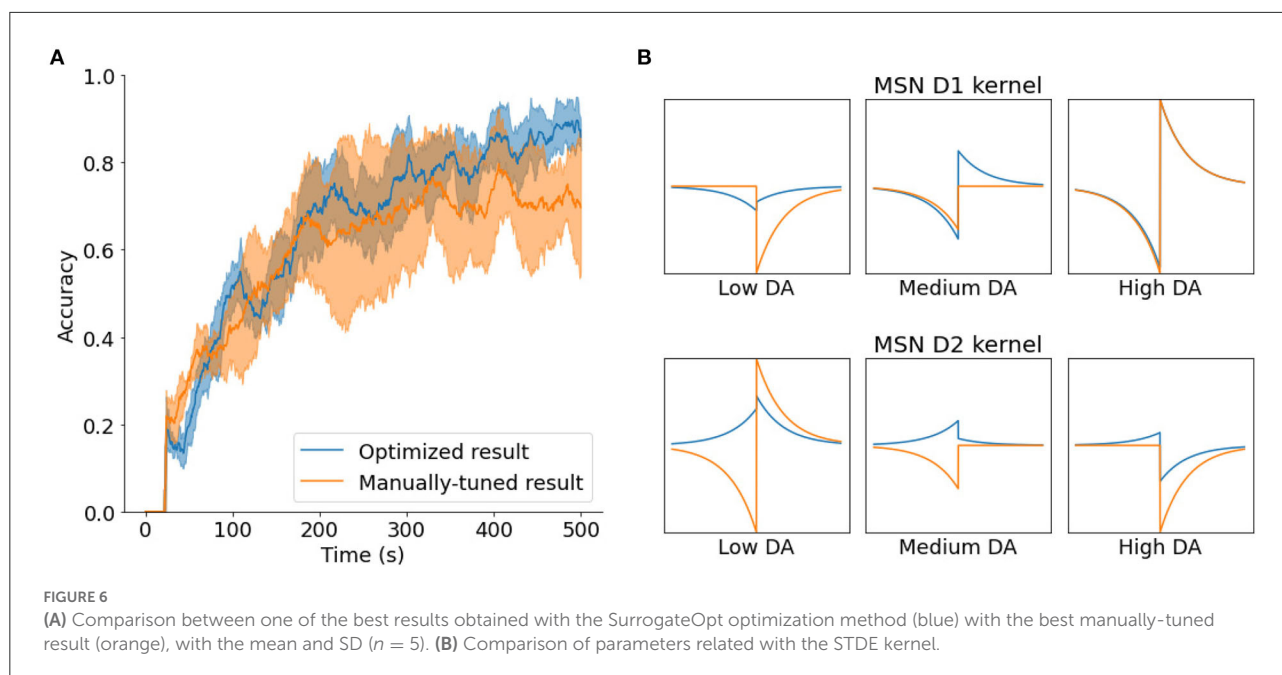 A
B
1.0
0.8
0.6
0.4
0.2
0.0
Accuracy
0
100
200
300
400
500
Time (s)
Optimized result
Manually-tuned result
MSN D1 kernel
Low DA
Medium DA
High DA
MSN D2 kernel
Low DA
Medium DA
High DA
FIGURE 6
(A) Comparison between one of the best results obtained with the SurrogateOpt optimization method (blue) with the best manually-tuned
result (orange), with the mean and SD (n = 5). (B) Comparison of parameters related with the STDE kernel.